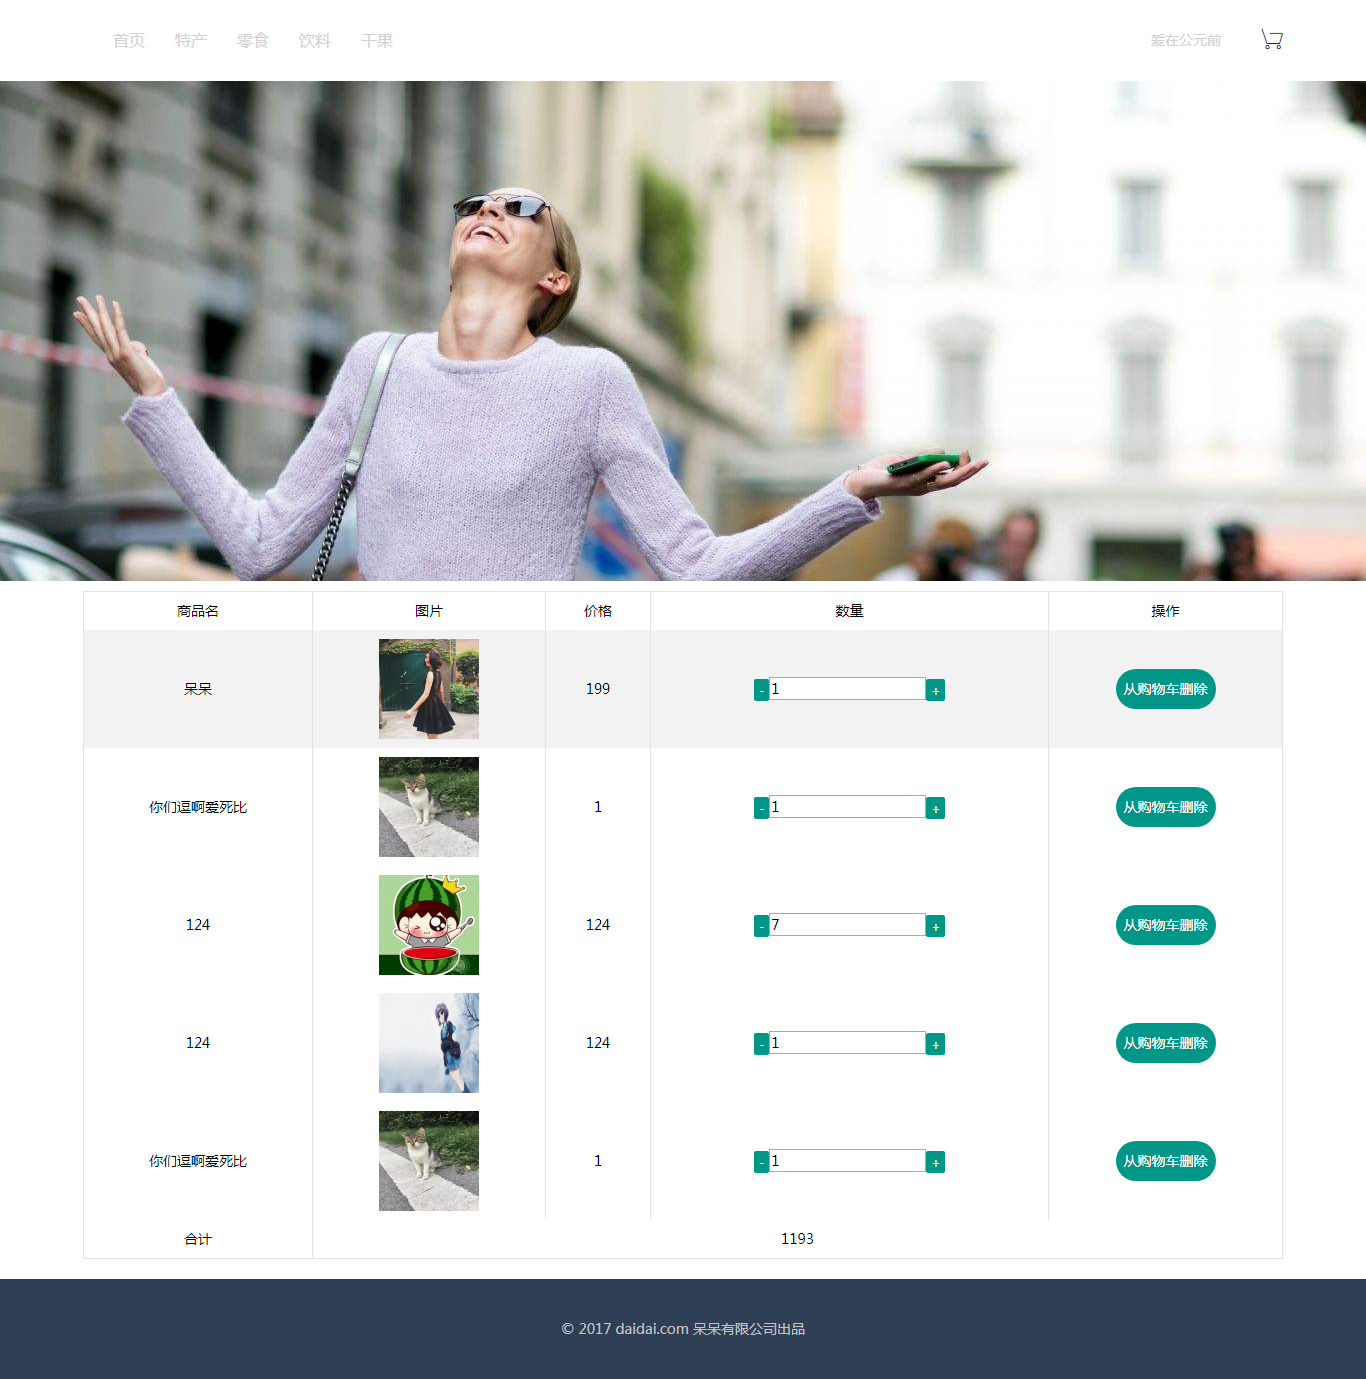 首页 特产 零食 饮料 干果 爱在公元前
商品名 图片 价格 数量 操作
呆呆 199 - 1 + 从购物车删除
你们逗啊爱死比 1 - 1 + 从购物车删除
124 124 - 7 + 从购物车删除
124 124 - 1 + 从购物车删除
你们逗啊爱死比 1 - 1 + 从购物车删除
合计 1193
© 2017 daidai.com 呆呆有限公司出品